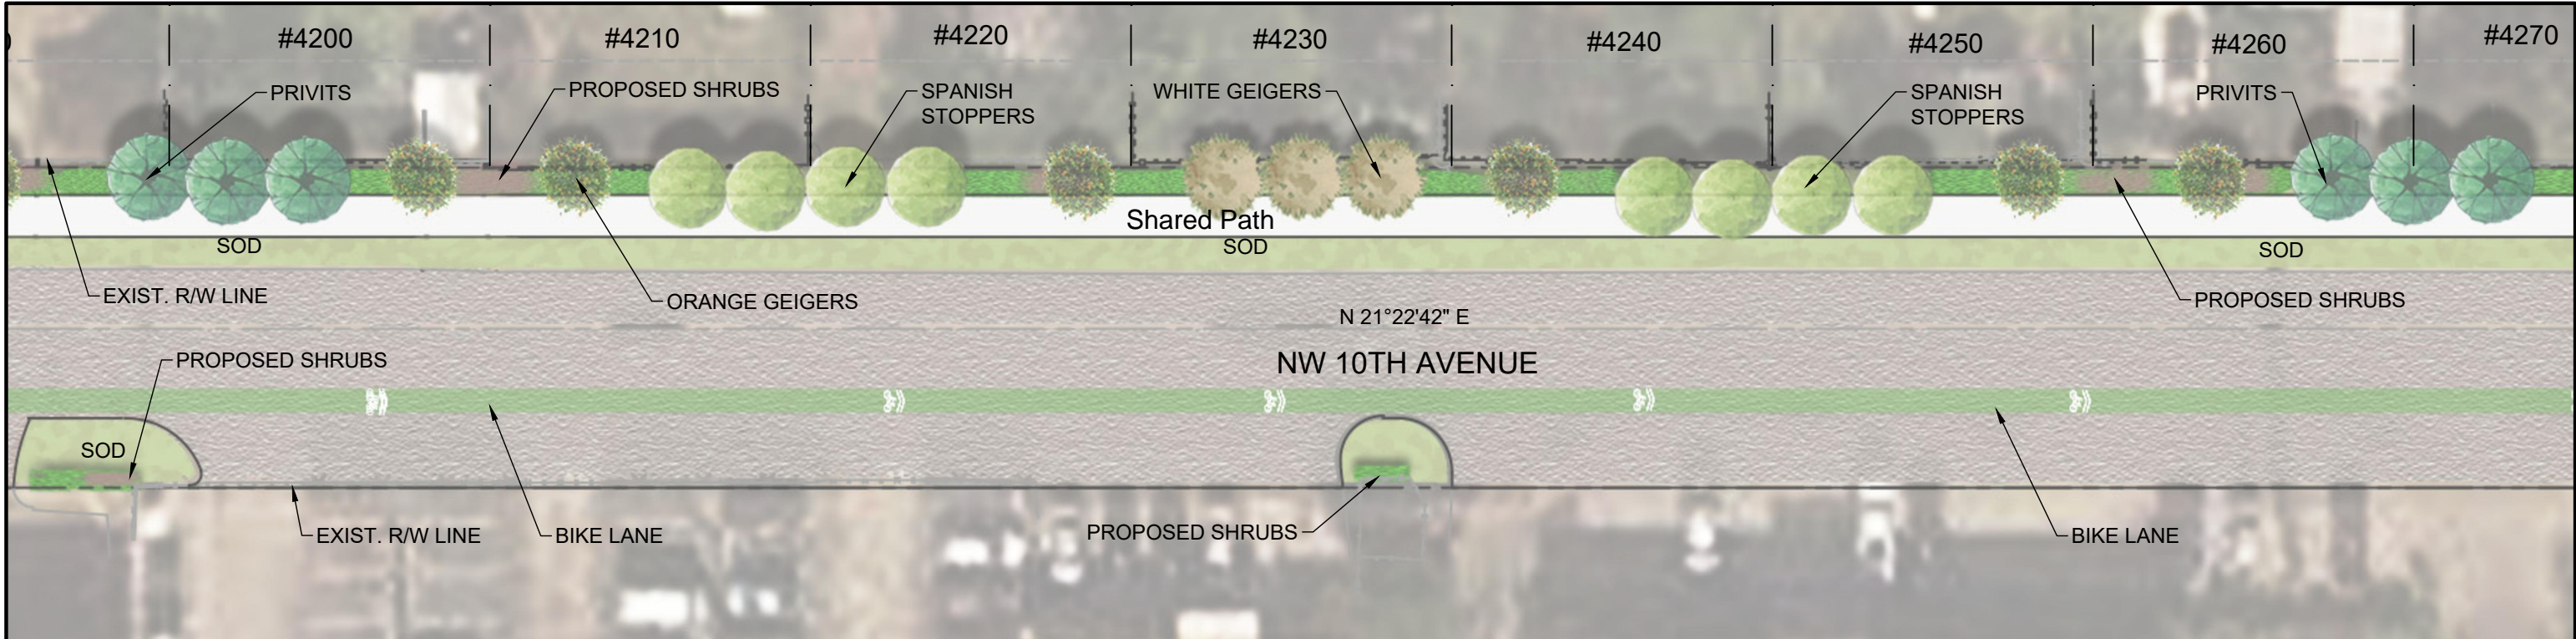 #4200
#4210
#4220
#4230
#4240
#4250
#4260
#4270
PRIVITS
PROPOSED SHRUBS
SPANISH
STOPPERS
WHITE GEIGERS
SPANISH
STOPPERS
PRIVITS
Shared Path
SOD
SOD
SOD
EXIST. R/W LINE
ORANGE GEIGERS
PROPOSED SHRUBS
N 21°22'42" E
NW 10TH AVENUE
PROPOSED SHRUBS
SOD
EXIST. R/W LINE
BIKE LANE
PROPOSED SHRUBS
BIKE LANE